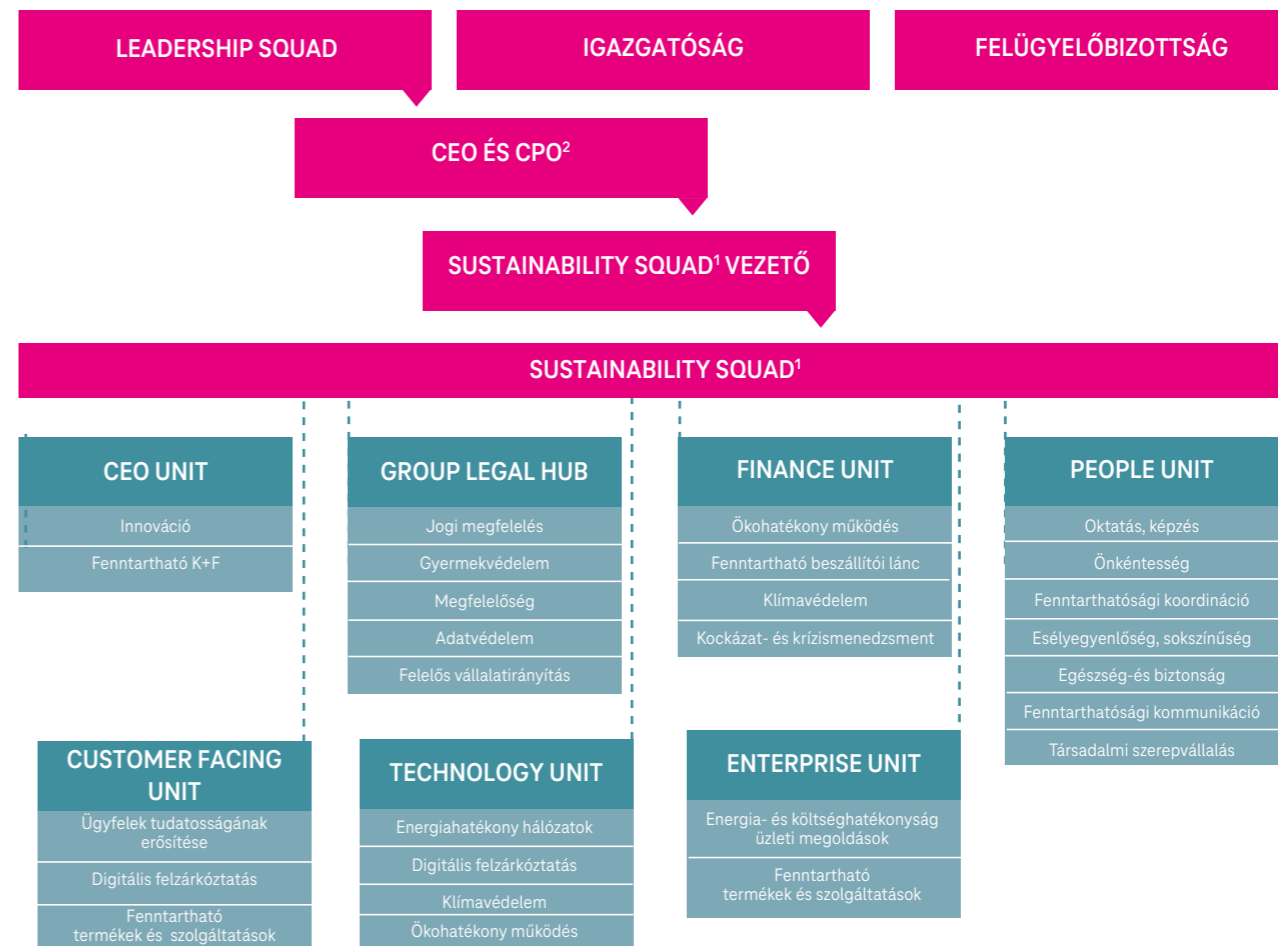 LEADERSHIP SQUAD
IGAZGATÓSÁG
FELÜGYELŐBIZOTTSÁG
CEO ÉS CPO²
SUSTAINABILITY SQUAD¹ VEZETŐ
SUSTAINABILITY SQUAD¹
CEO UNIT
Innováció
Fenntartható K+F
GROUP LEGAL HUB
Jogi megfelelés
Gyermekvédelem
Megfelelőség
Adatvédelem
Felelős vállalatirányítás
FINANCE UNIT
Ökohatékony működés
Fenntartható beszállítói lánc
Klímavédelem
Kockázat- és krízismenedzsment
PEOPLE UNIT
Oktatás, képzés
Önkéntesség
Fenntarthatósági koordináció
Esélyegyenlőség, sokszínűség
Egészség-és biztonság
Fenntarthatósági kommunikáció
Társadalmi szerepvállalás
CUSTOMER FACING
UNIT
Ügyfelek tudatosságának
erősítése
Digitális felzárkóztatás
Fenntartható
termékek és szolgáltatások
TECHNOLOGY UNIT
Energiahatékony hálózatok
Digitális felzárkóztatás
Klímavédelem
Ökohatékony működés
ENTERPRISE UNIT
Energia- és költséghatékonyság
üzleti megoldások
Fenntartható
termékek és szolgáltatások